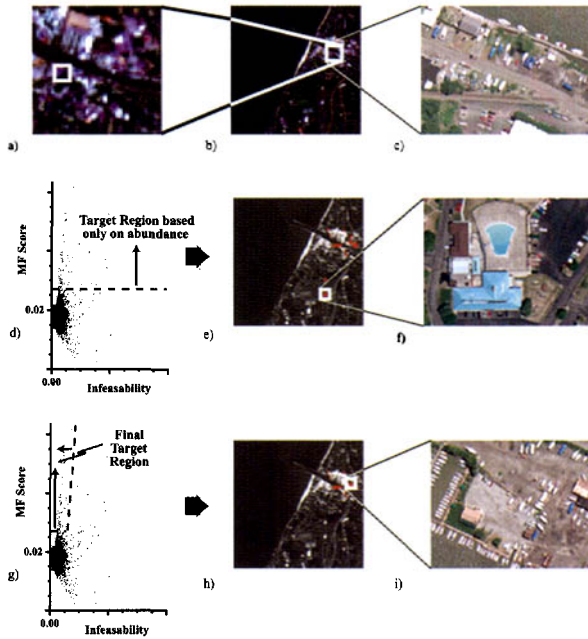 a)
b)
c)
MF Score
Target Region based
only on abundance
0.02
d)
0.00
Infeasability
e)
f)
MF Score
Final
Target
Region
0.02
g)
0.00
Infeasability
h)
i)